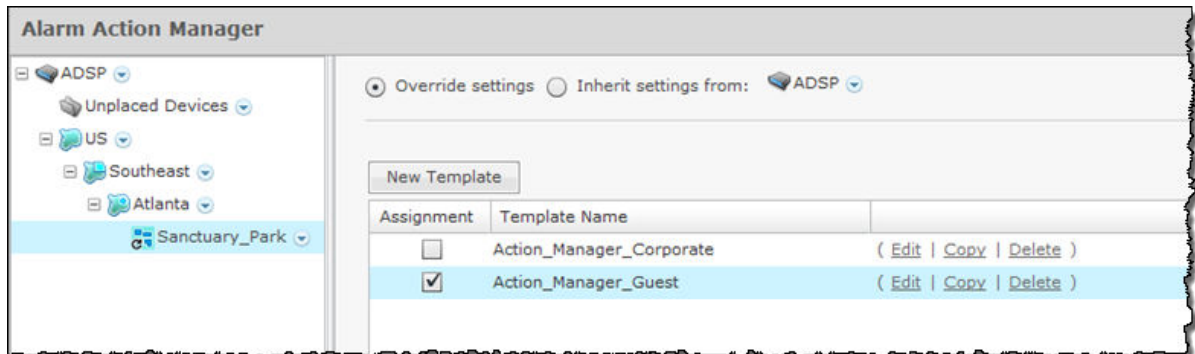 Alarm Action Manager
ADSP
Unplaced Devices
US
Southeast
Atlanta
Sanctuary_Park
Override settings Inherit settings from: ADSP
New Template
Assignment Template Name
Action_Manager_Corporate ( Edit | Copy | Delete )
Action_Manager_Guest ( Edit | Copy | Delete )